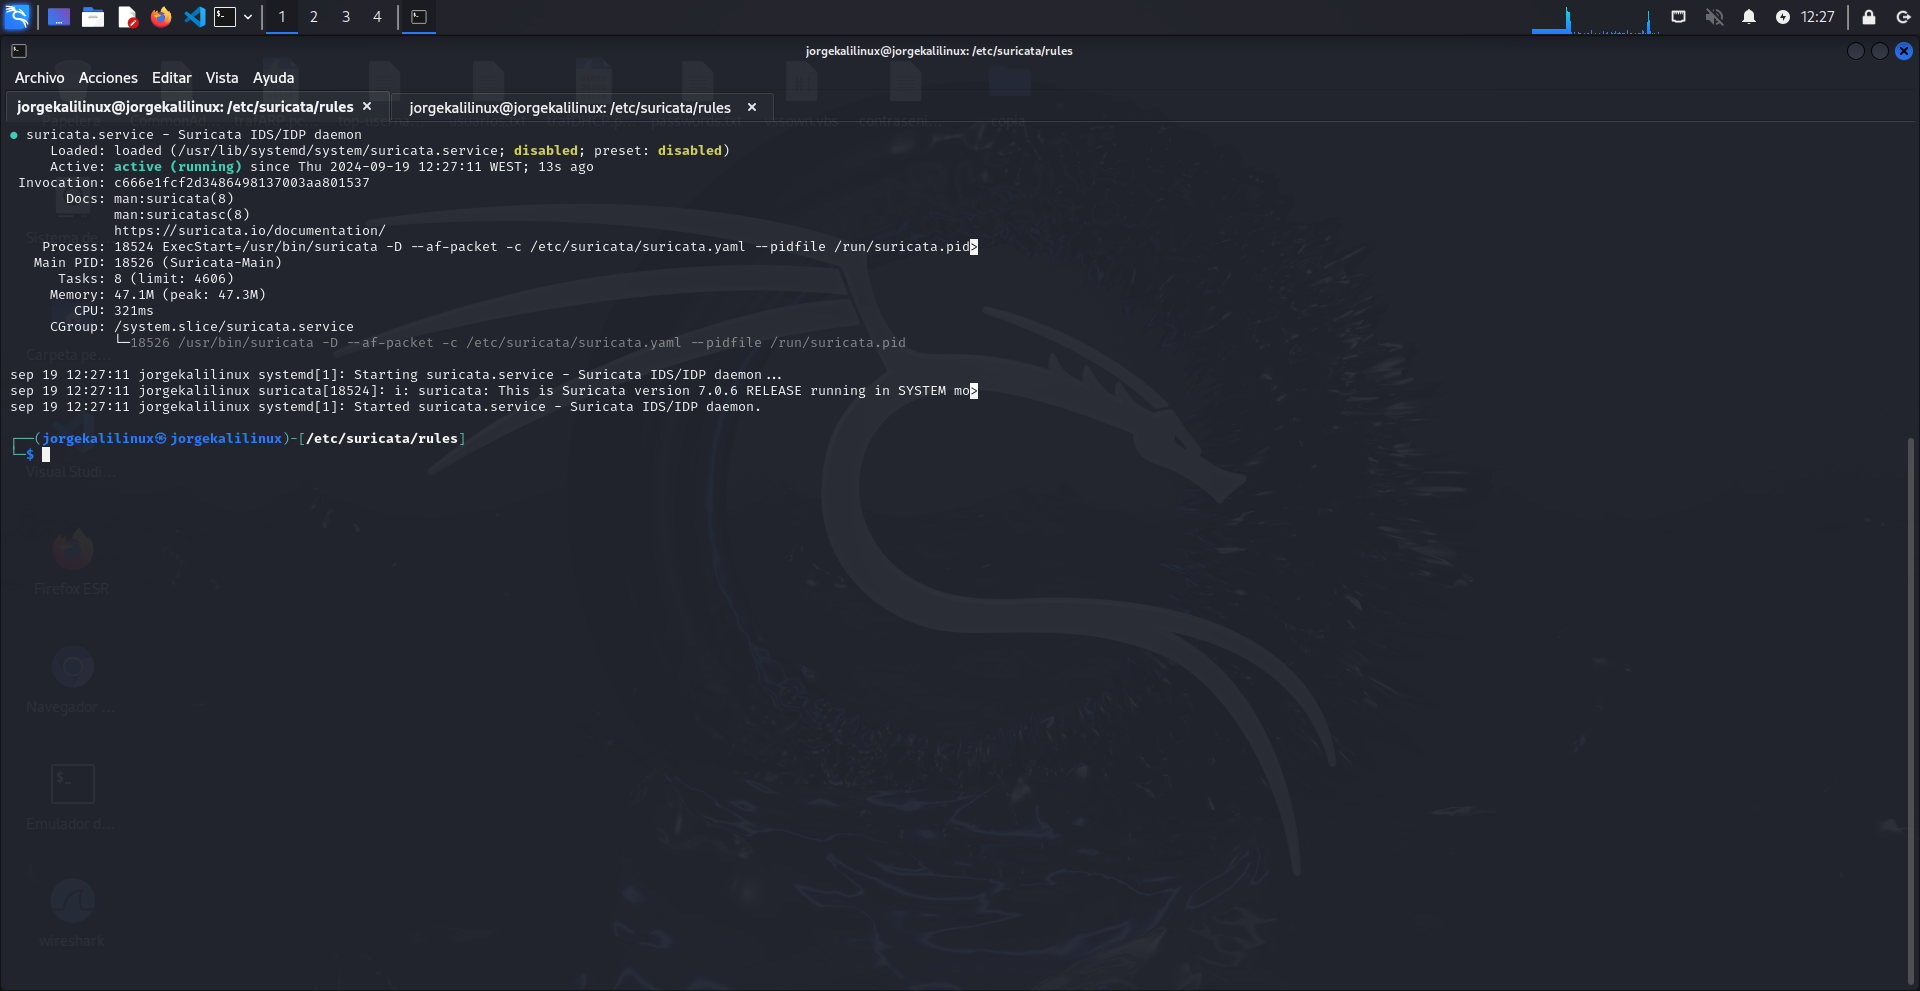 1 2 3 4 12:27
jorgekalilinux@jorgekalilinux: /etc/suricata/rules
Archivo Acciones Editar Vista Ayuda
jorgekalilinux@jorgekalilinux: /etc/suricata/rules × jorgekalilinux@jorgekalilinux: /etc/suricata/rules ×
● suricata.service - Suricata IDS/IDP daemon
Loaded: loaded (/usr/lib/systemd/system/suricata.service; disabled; preset: disabled)
Active: active (running) since Thu 2024-09-19 12:27:11 WEST; 13s ago
Invocation: c666e1fcf2d3486498137003aa801537
Docs: man:suricata(8)
man:suricatasc(8)
https://suricata.io/documentation/
Process: 18524 ExecStart=/usr/bin/suricata -D --af-packet -c /etc/suricata/suricata.yaml --pidfile /run/suricata.pid>
Main PID: 18526 (Suricata-Main)
Tasks: 8 (limit: 4606)
Memory: 47.1M (peak: 47.3M)
CPU: 321ms
CGroup: /system.slice/suricata.service
└─18526 /usr/bin/suricata -D --af-packet -c /etc/suricata/suricata.yaml --pidfile /run/suricata.pid
sep 19 12:27:11 jorgekalilinux systemd[1]: Starting suricata.service - Suricata IDS/IDP daemon...
sep 19 12:27:11 jorgekalilinux suricata[18524]: i: suricata: This is Suricata version 7.0.6 RELEASE running in SYSTEM mo>
sep 19 12:27:11 jorgekalilinux systemd[1]: Started suricata.service - Suricata IDS/IDP daemon.
┌──(jorgekalilinux㉿jorgekalilinux)-[/etc/suricata/rules]
└─$
Carpeta pe...
Visual Studi...
Firefox ESR
Navegador ...
Emulador d...
wireshark